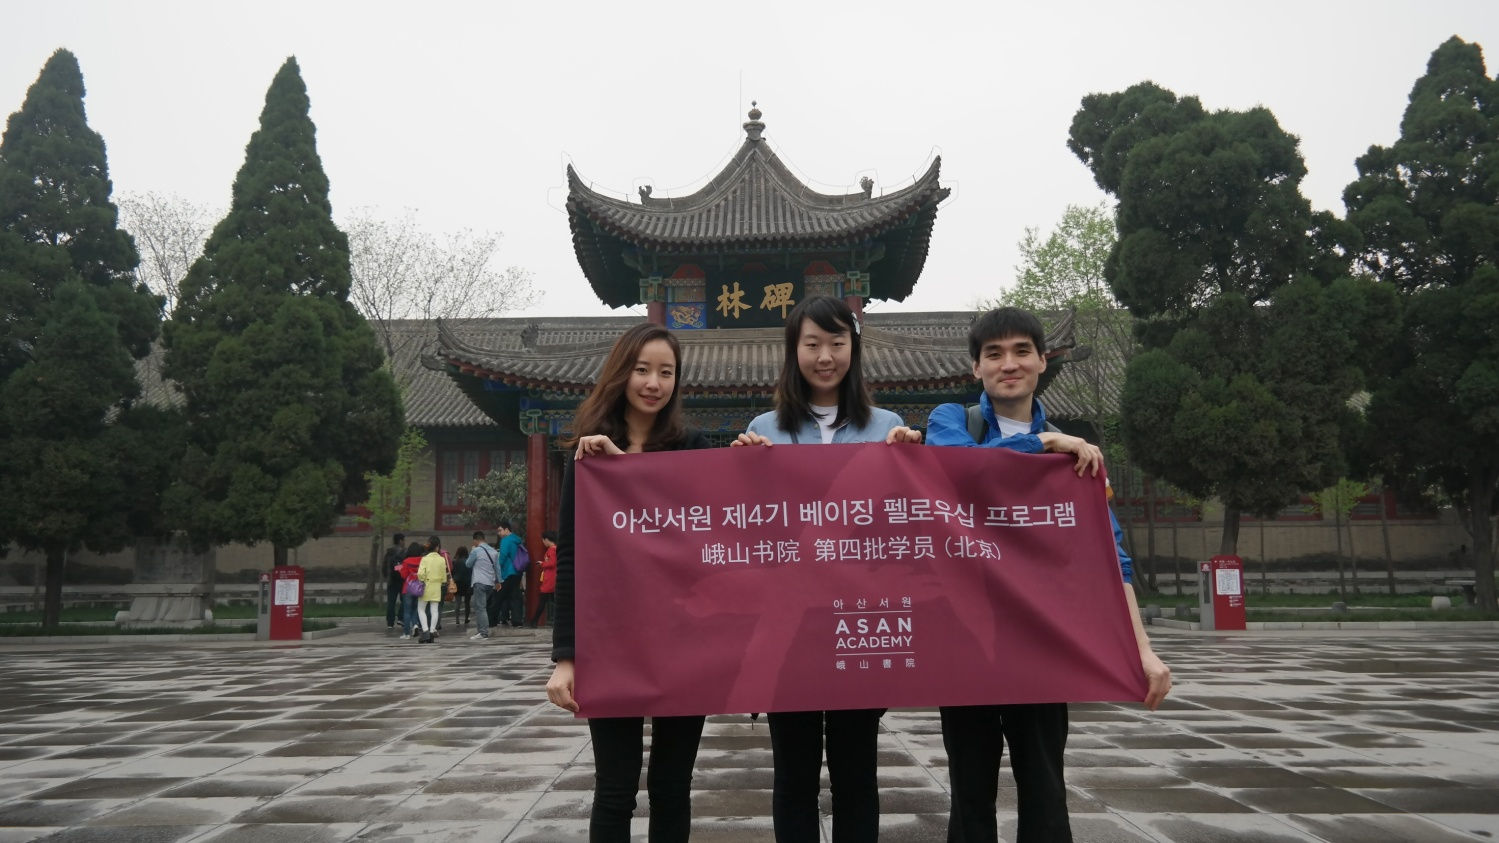 林碑
아산서원 제4기 베이징 펠로우십 프로그램
峨山书院 第四批学员 (北京)
아산서원
ASAN
ACADEMY
峨山書院